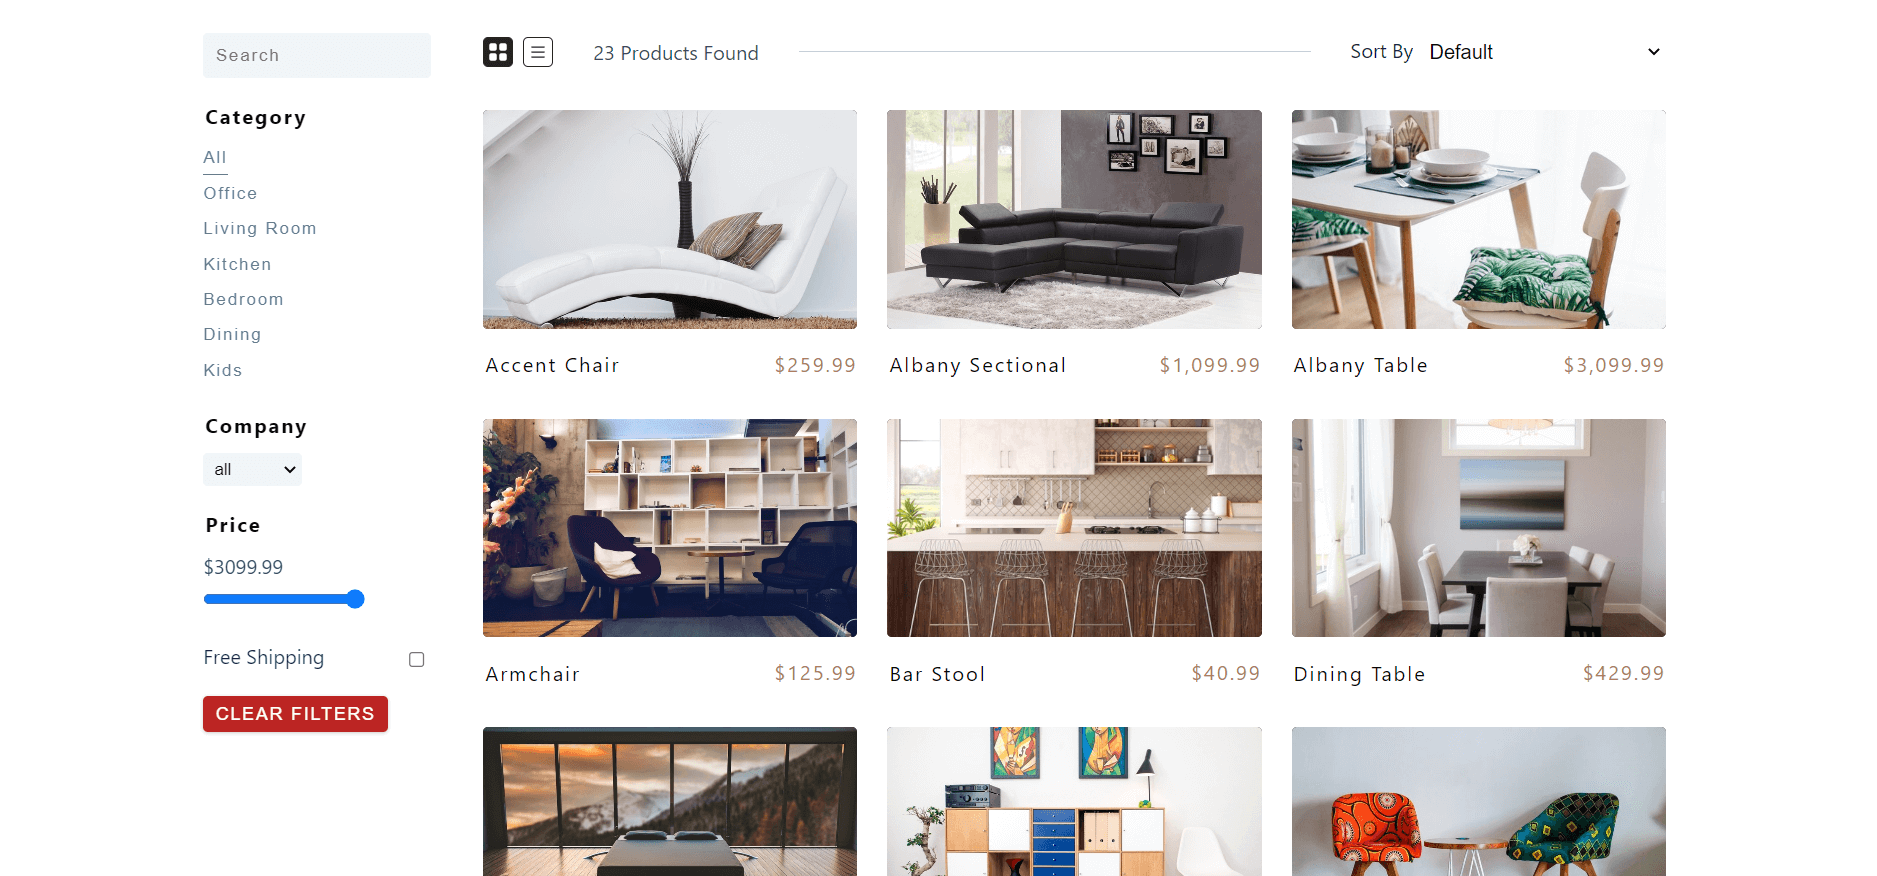 Search
Category
All
Office
Living Room
Kitchen
Bedroom
Dining
Kids
Company
all
Price
$3099.99
Free Shipping
CLEAR FILTERS
23 Products Found
Sort By Default
Accent Chair $259.99
Albany Sectional $1,099.99
Albany Table $3,099.99
Armchair $125.99
Bar Stool $40.99
Dining Table $429.99